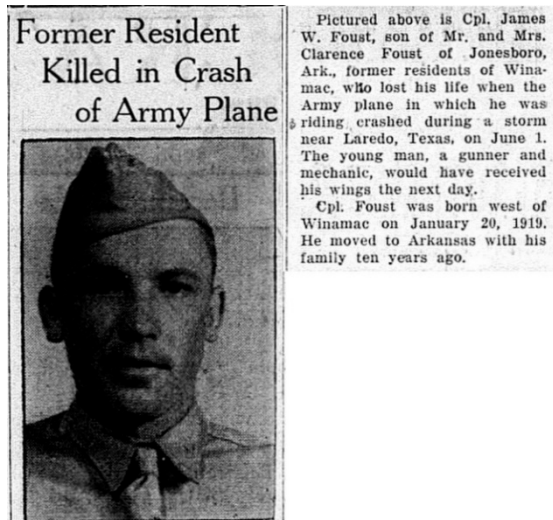 Former Resident
Killed in Crash
of Army Plane
Pictured above is Cpl. James
W. Foust, son of Mr. and Mrs.
Clarence Foust of Jonesboro,
Ark., former residents of Wina-
mac, who lost his life when the
Army plane in which he was
riding crashed during a storm
near Laredo, Texas, on June 1.
The young man, a gunner and
mechanic, would have received
his wings the next day.
Cpl. Foust was born west of
Winamac on January 20, 1919.
He moved to Arkansas with his
family ten years ago.